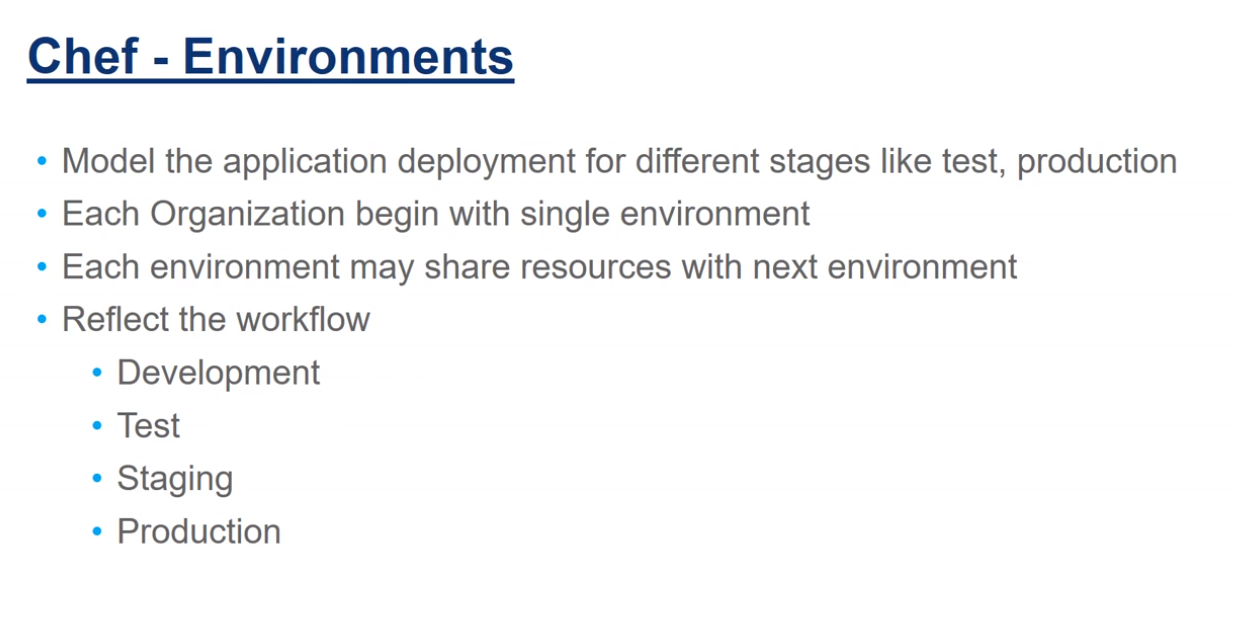 Chef - Environments
• Model the application deployment for different stages like test, production
• Each Organization begin with single environment
• Each environment may share resources with next environment
• Reflect the workflow
• Development
• Test
• Staging
• Production